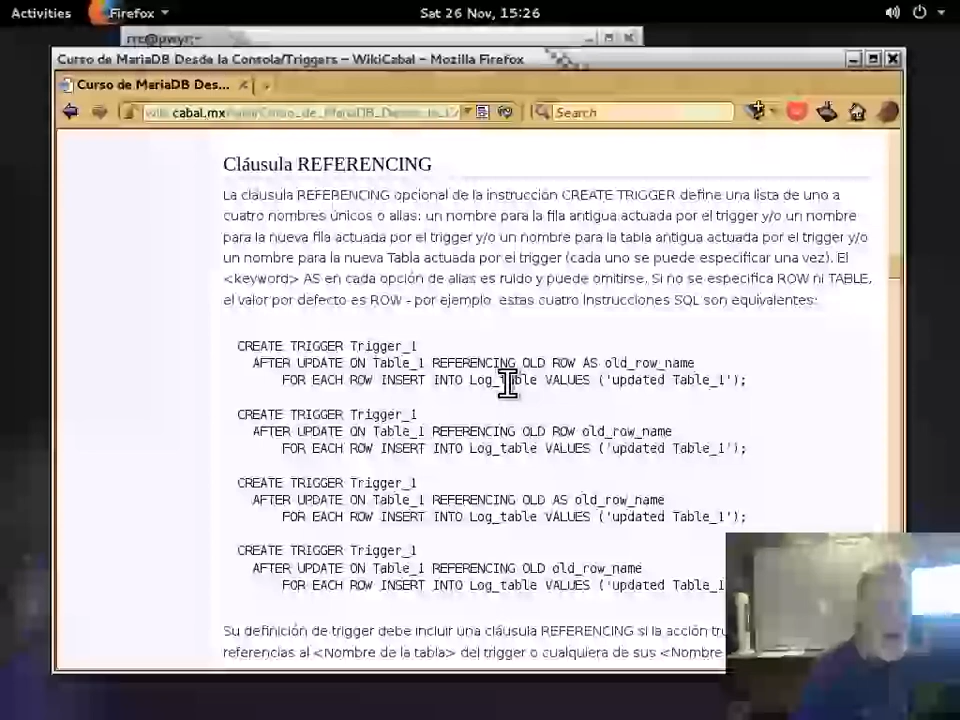 Activities Firefox Sat 26 Nov, 15:26
rrc@pwyr:~
Curso de MariaDB Desde la Consola/Triggers – WikiCabal – Mozilla Firefox
Curso de MariaDB Des...
cabal.mx Search
Cláusula REFERENCING
La cláusula REFERENCING opcional de la instrucción CREATE TRIGGER define una lista de uno a
cuatro nombres únicos o alias: un nombre para la fila antigua actuada por el trigger y/o un nombre
para la nueva fila actuada por el trigger y/o un nombre para la tabla antigua actuada por el trigger y/o
un nombre para la nueva Tabla actuada por el trigger (cada uno se puede especificar una vez). El
<keyword> AS en cada opción de alias es ruido y puede omitirse. Si no se especifica ROW ni TABLE,
el valor por defecto es ROW - por ejemplo estas cuatro Instrucciones SQL son equivalentes:
CREATE TRIGGER Trigger_1
AFTER UPDATE ON Table_1 REFERENCING OLD ROW AS old_row_name
FOR EACH ROW INSERT INTO Log_table VALUES ('updated Table_1');
CREATE TRIGGER Trigger_1
AFTER UPDATE ON Table_1 REFERENCING OLD ROW old_row_name
FOR EACH ROW INSERT INTO Log_table VALUES ('updated Table_1');
CREATE TRIGGER Trigger_1
AFTER UPDATE ON Table_1 REFERENCING OLD AS old_row_name
FOR EACH ROW INSERT INTO Log_table VALUES ('updated Table_1');
CREATE TRIGGER Trigger_1
AFTER UPDATE ON Table_1 REFERENCING OLD old_row_name
FOR EACH ROW INSERT INTO Log_table VALUES ('updated Table_1
Su definición de trigger debe incluir una cláusula REFERENCING si la acción tru
referencias al <Nombre de la tabla> del trigger o cualquiera de sus <Nombre